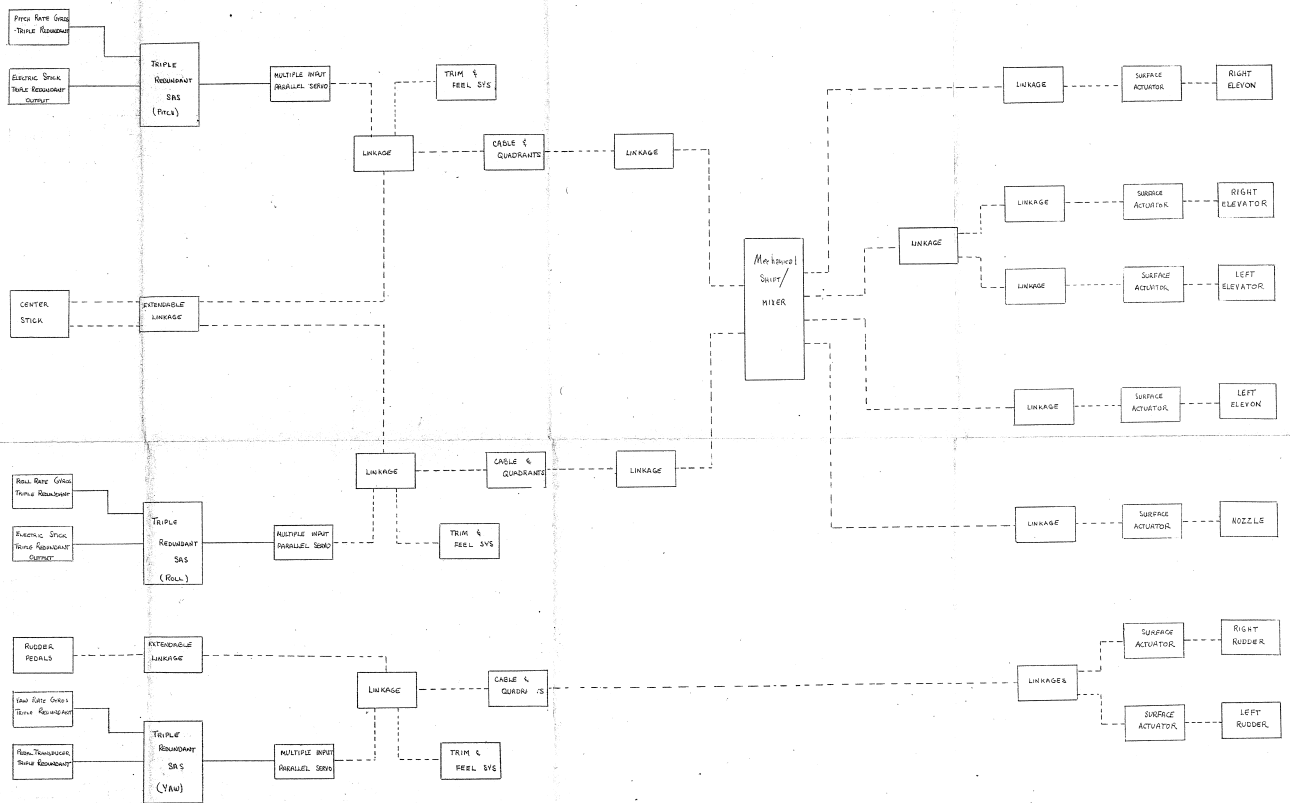 PITCH RATE GYROS
-TRIPLE REDUNDANT
ELECTRIC STICK
TRIPLE REDUNDANT
OUTPUT
TRIPLE
REDUNDANT
SAS
(PITCH)
MULTIPLE INPUT
PARALLEL SERVO
TRIM &
FEEL SYS
LINKAGE
CABLE &
QUADRANTS
LINKAGE
LINKAGE
SURFACE
ACTUATOR
RIGHT
ELEVON
LINKAGE
LINKAGE
SURFACE
ACTUATOR
RIGHT
ELEVATOR
LINKAGE
SURFACE
ACTUATOR
LEFT
ELEVATOR
CENTER
STICK
EXTENDABLE
LINKAGE
Mechanical
SHIFT/
MIXER
LINKAGE
SURFACE
ACTUATOR
LEFT
ELEVON
ROLL RATE GYROS
TRIPLE REDUNDANT
ELECTRIC STICK
TRIPLE REDUNDANT
OUTPUT
TRIPLE
REDUNDANT
SAS
(ROLL)
MULTIPLE INPUT
PARALLEL SERVO
LINKAGE
TRIM &
FEEL SYS
CABLE &
QUADRANTS
LINKAGE
LINKAGE
SURFACE
ACTUATOR
NOZZLE
RUDDER
PEDALS
EXTENDABLE
LINKAGE
YAW RATE GYROS
TRIPLE REDUNDANT
PEDAL TRANSDUCER
TRIPLE REDUNDANT
TRIPLE
REDUNDANT
SAS
(YAW)
MULTIPLE INPUT
PARALLEL SERVO
LINKAGE
TRIM &
FEEL SYS
CABLE &
LINKAGES
SURFACE
ACTUATOR
RIGHT
RUDDER
SURFACE
ACTUATOR
LEFT
RUDDER